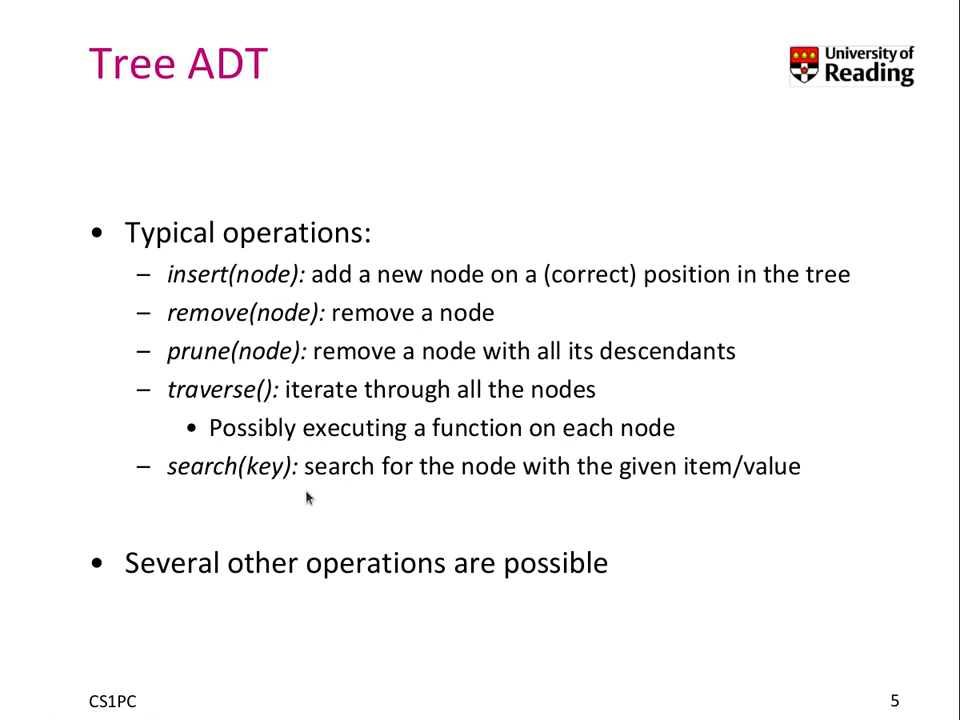 Tree ADT
University of
Reading
• Typical operations:
– insert(node): add a new node on a (correct) position in the tree
– remove(node): remove a node
– prune(node): remove a node with all its descendants
– traverse(): iterate through all the nodes
• Possibly executing a function on each node
– search(key): search for the node with the given item/value
• Several other operations are possible
CS1PC
5